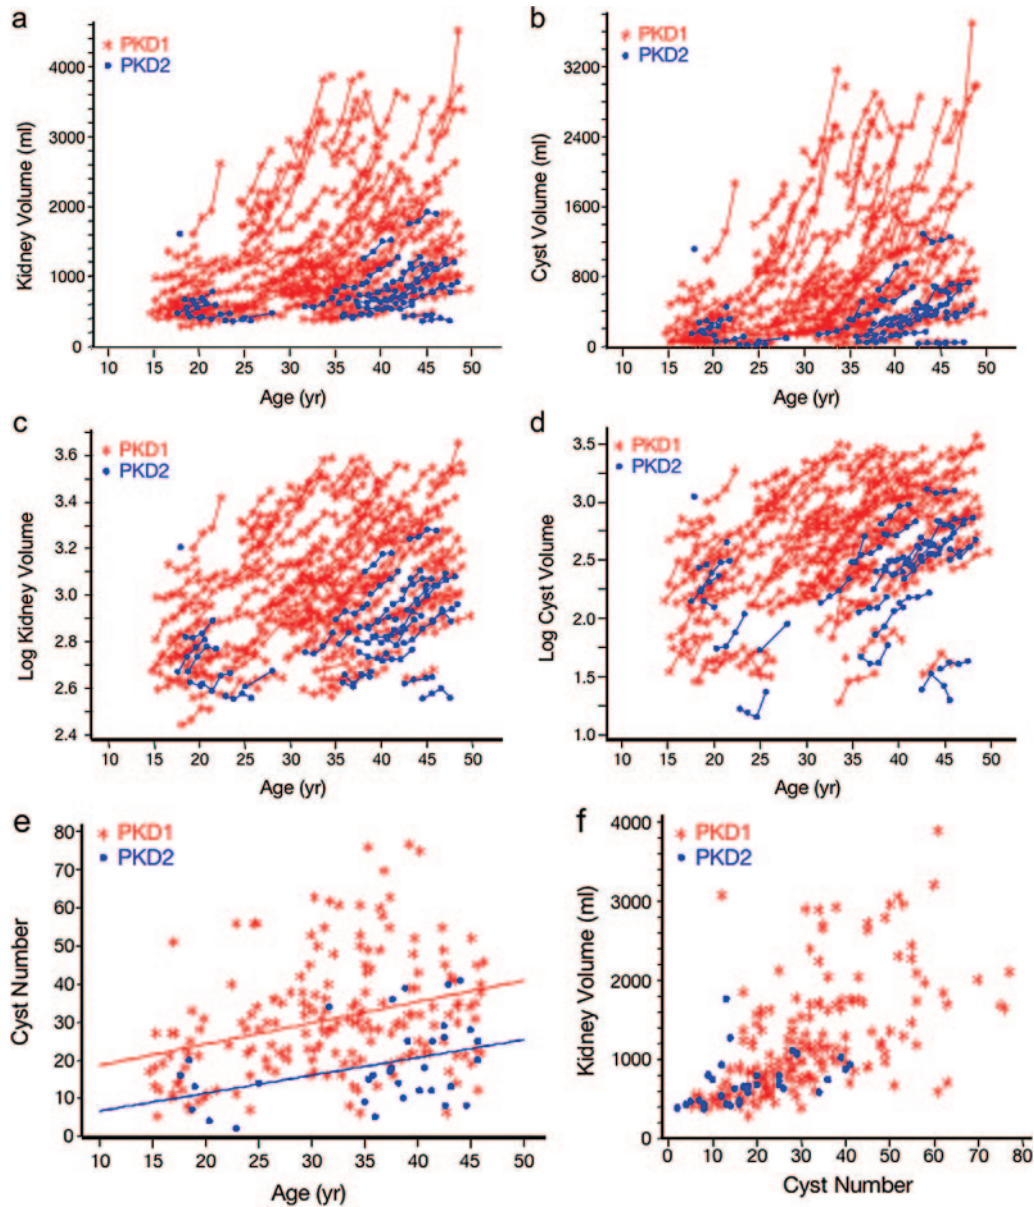 a
PKD1
PKD2
4000
3000
2000
1000
0
Kidney Volume (ml)
10 15 20 25 30 35 40 45 50
Age (yr)
b
PKD1
PKD2
3200
2400
1600
800
0
Cyst Volume (ml)
10 15 20 25 30 35 40 45 50
Age (yr)
c
PKD1
PKD2
3.6
3.4
3.2
3.0
2.8
2.6
2.4
Log Kidney Volume
10 15 20 25 30 35 40 45 50
Age (yr)
d
PKD1
PKD2
3.5
3.0
2.5
2.0
1.5
1.0
Log Cyst Volume
10 15 20 25 30 35 40 45 50
Age (yr)
e
PKD1
PKD2
80
70
60
50
40
30
20
10
0
Cyst Number
10 15 20 25 30 35 40 45 50
Age (yr)
f
PKD1
PKD2
4000
3000
2000
1000
0
Kidney Volume (ml)
0 10 20 30 40 50 60 70 80
Cyst Number